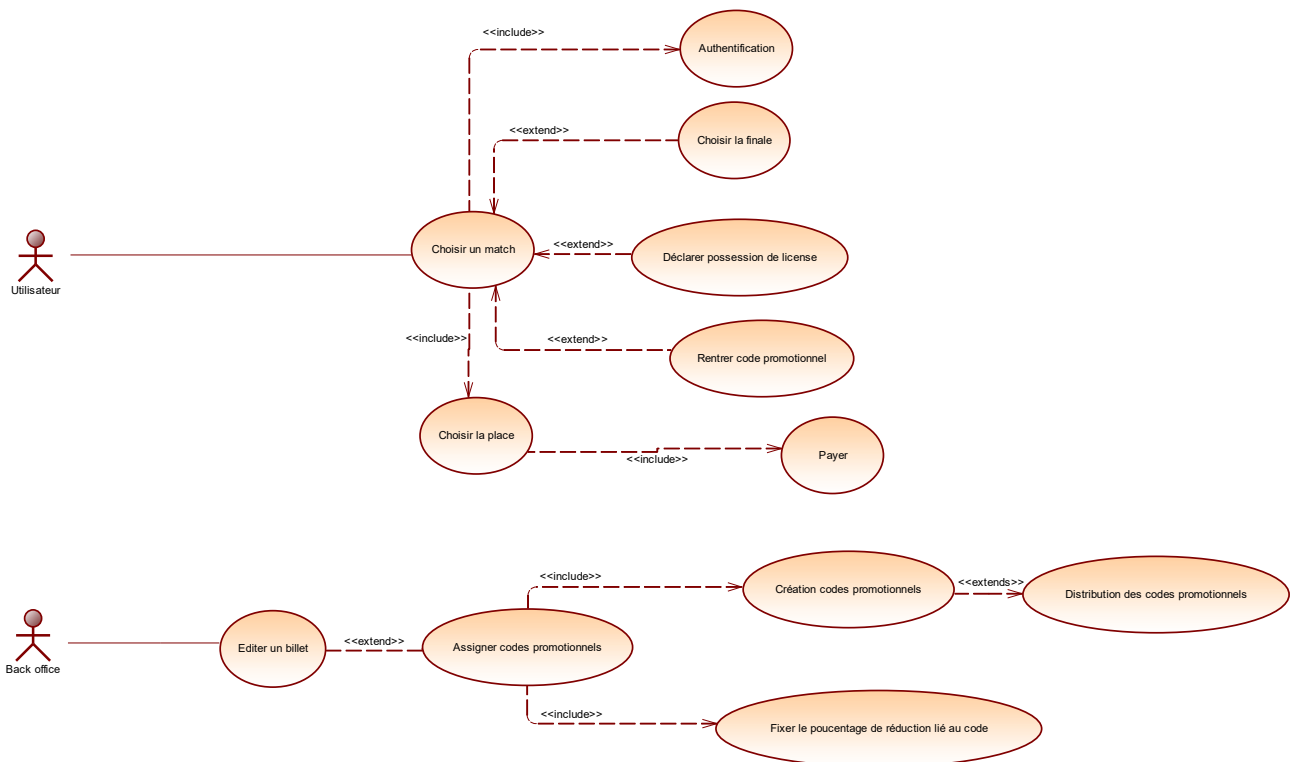 <<include>>
Authentification
<<extend>>
Choisir la finale
Utilisateur
Choisir un match
<<extend>>
Déclarer possession de license
<<include>>
<<extend>>
Rentrer code promotionnel
Choisir la place
<<include>>
Payer
Back office
Editer un billet
<<extend>>
Assigner codes promotionnels
<<include>>
Création codes promotionnels
<<extends>>
Distribution des codes promotionnels
<<include>>
Fixer le poucentage de réduction lié au code